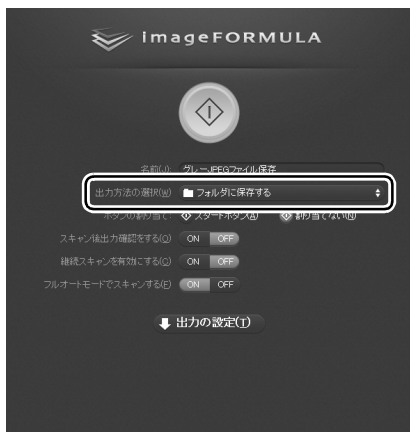 imageFORMULA
名前(J): グレーJPEGファイル保存
出力方法の選択(W) フォルダに保存する
ボタンの割り当て: スタートボタン(A) 割り当てない(N)
スキャン後出力確認をする(O) ON OFF
継続スキャンを有効にする(C) ON OFF
フルオートモードでスキャンする(F) ON OFF
出力の設定(I)